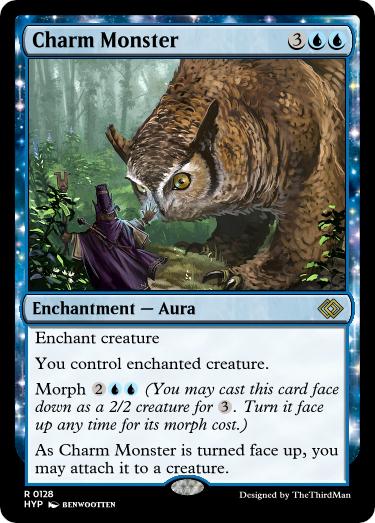 Charm Monster 3
Enchantment — Aura
Enchant creature
You control enchanted creature.
Morph 2 (You may cast this card face
down as a 2/2 creature for 3. Turn it face
up any time for its morph cost.)
As Charm Monster is turned face up, you
may attach it to a creature.
R 0128
HYP BENWOOTTEN
Designed by TheThirdMan